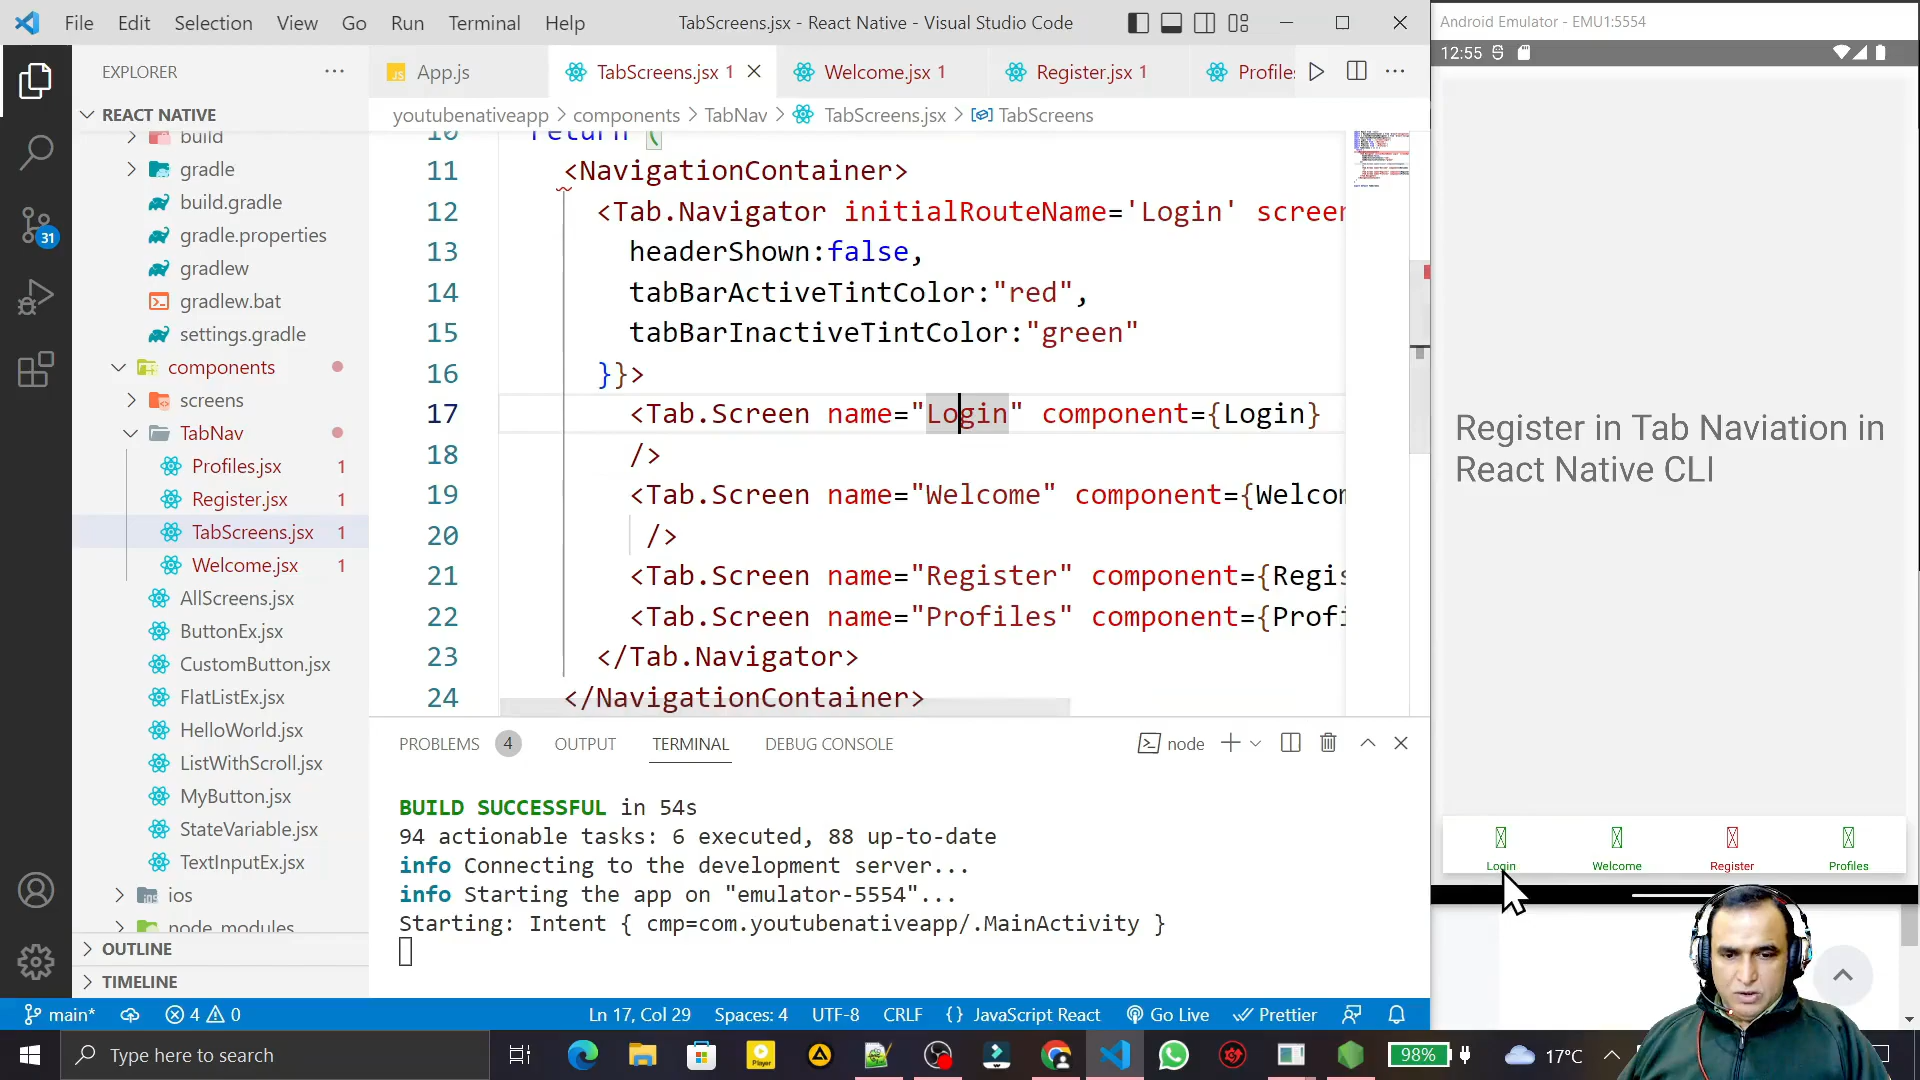 File Edit Selection View Go Run Terminal Help
TabScreens.jsx - React Native - Visual Studio Code
EXPLORER
REACT NATIVE
build
gradle
build.gradle
gradle.properties
gradlew
gradlew.bat
settings.gradle
components
screens
TabNav
Profiles.jsx 1
Register.jsx 1
TabScreens.jsx 1
Welcome.jsx 1
AllScreens.jsx
ButtonEx.jsx
CustomButton.jsx
FlatListEx.jsx
HelloWorld.jsx
ListWithScroll.jsx
MyButton.jsx
StateVariable.jsx
TextInputEx.jsx
ios
node_modules
OUTLINE
TIMELINE
31
JS App.js
TabScreens.jsx 1
Welcome.jsx 1
Register.jsx 1
Profiles
youtubenativeapp > components > TabNav > TabScreens.jsx > TabScreens
10 return (
11 <NavigationContainer>
12 <Tab.Navigator initialRouteName='Login' screen
13 headerShown:false,
14 tabBarActiveTintColor:"red",
15 tabBarInactiveTintColor:"green"
16 }}>
17 <Tab.Screen name="Login" component={Login}
18 />
19 <Tab.Screen name="Welcome" component={Welcom
20 />
21 <Tab.Screen name="Register" component={Regis
22 <Tab.Screen name="Profiles" component={Profi
23 </Tab.Navigator>
24 </NavigationContainer>
PROBLEMS 4 OUTPUT TERMINAL DEBUG CONSOLE
node
BUILD SUCCESSFUL in 54s
94 actionable tasks: 6 executed, 88 up-to-date
info Connecting to the development server...
info Starting the app on "emulator-5554"...
Starting: Intent { cmp=com.youtubenativeapp/.MainActivity }
main* 4 0
Ln 17, Col 29 Spaces: 4 UTF-8 CRLF {} JavaScript React Go Live Prettier
Android Emulator - EMU1:5554
12:55
Register in Tab Naviation in
React Native CLI
Login Welcome Register Profiles
Type here to search
Player
98%
17°C